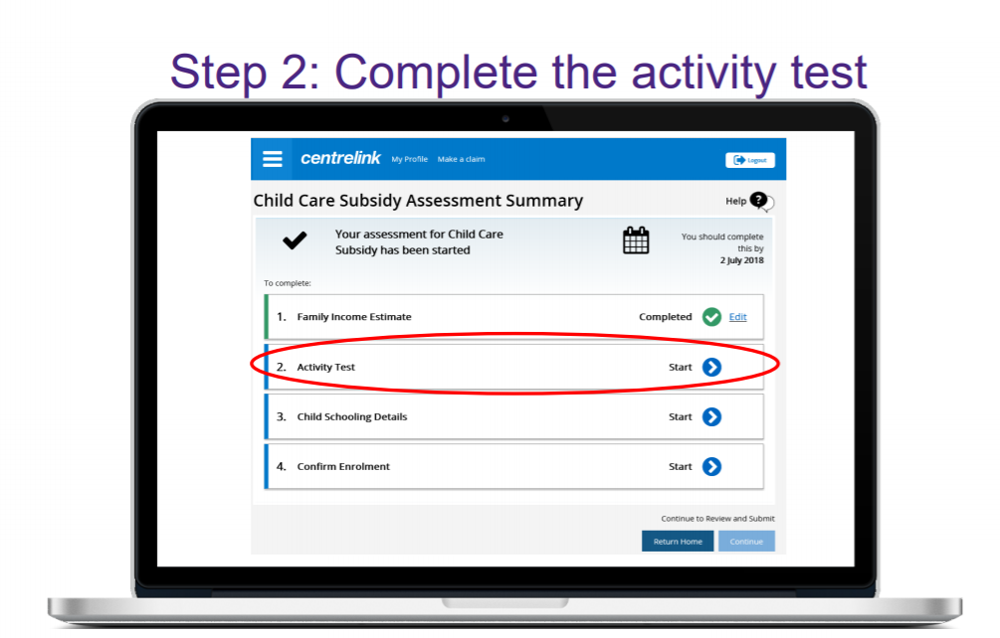 Step 2: Complete the activity test
centrelink My Profile Make a claim Logout
Child Care Subsidy Assessment Summary Help ?
Your assessment for Child Care
Subsidy has been started
You should complete
this by
2 July 2018
To complete:
1. Family Income Estimate Completed Edit
2. Activity Test Start
3. Child Schooling Details Start
4. Confirm Enrolment Start
Continue to Review and Submit
Return Home Continue